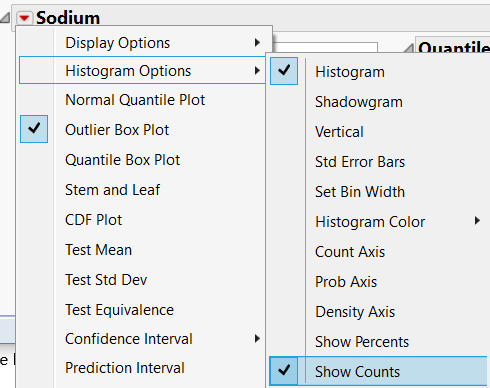 Sodium
Quantile
Display Options
Histogram Options
Normal Quantile Plot
Outlier Box Plot
Quantile Box Plot
Stem and Leaf
CDF Plot
Test Mean
Test Std Dev
Test Equivalence
Confidence Interval
Prediction Interval
Histogram
Shadowgram
Vertical
Std Error Bars
Set Bin Width
Histogram Color
Count Axis
Prob Axis
Density Axis
Show Percents
Show Counts